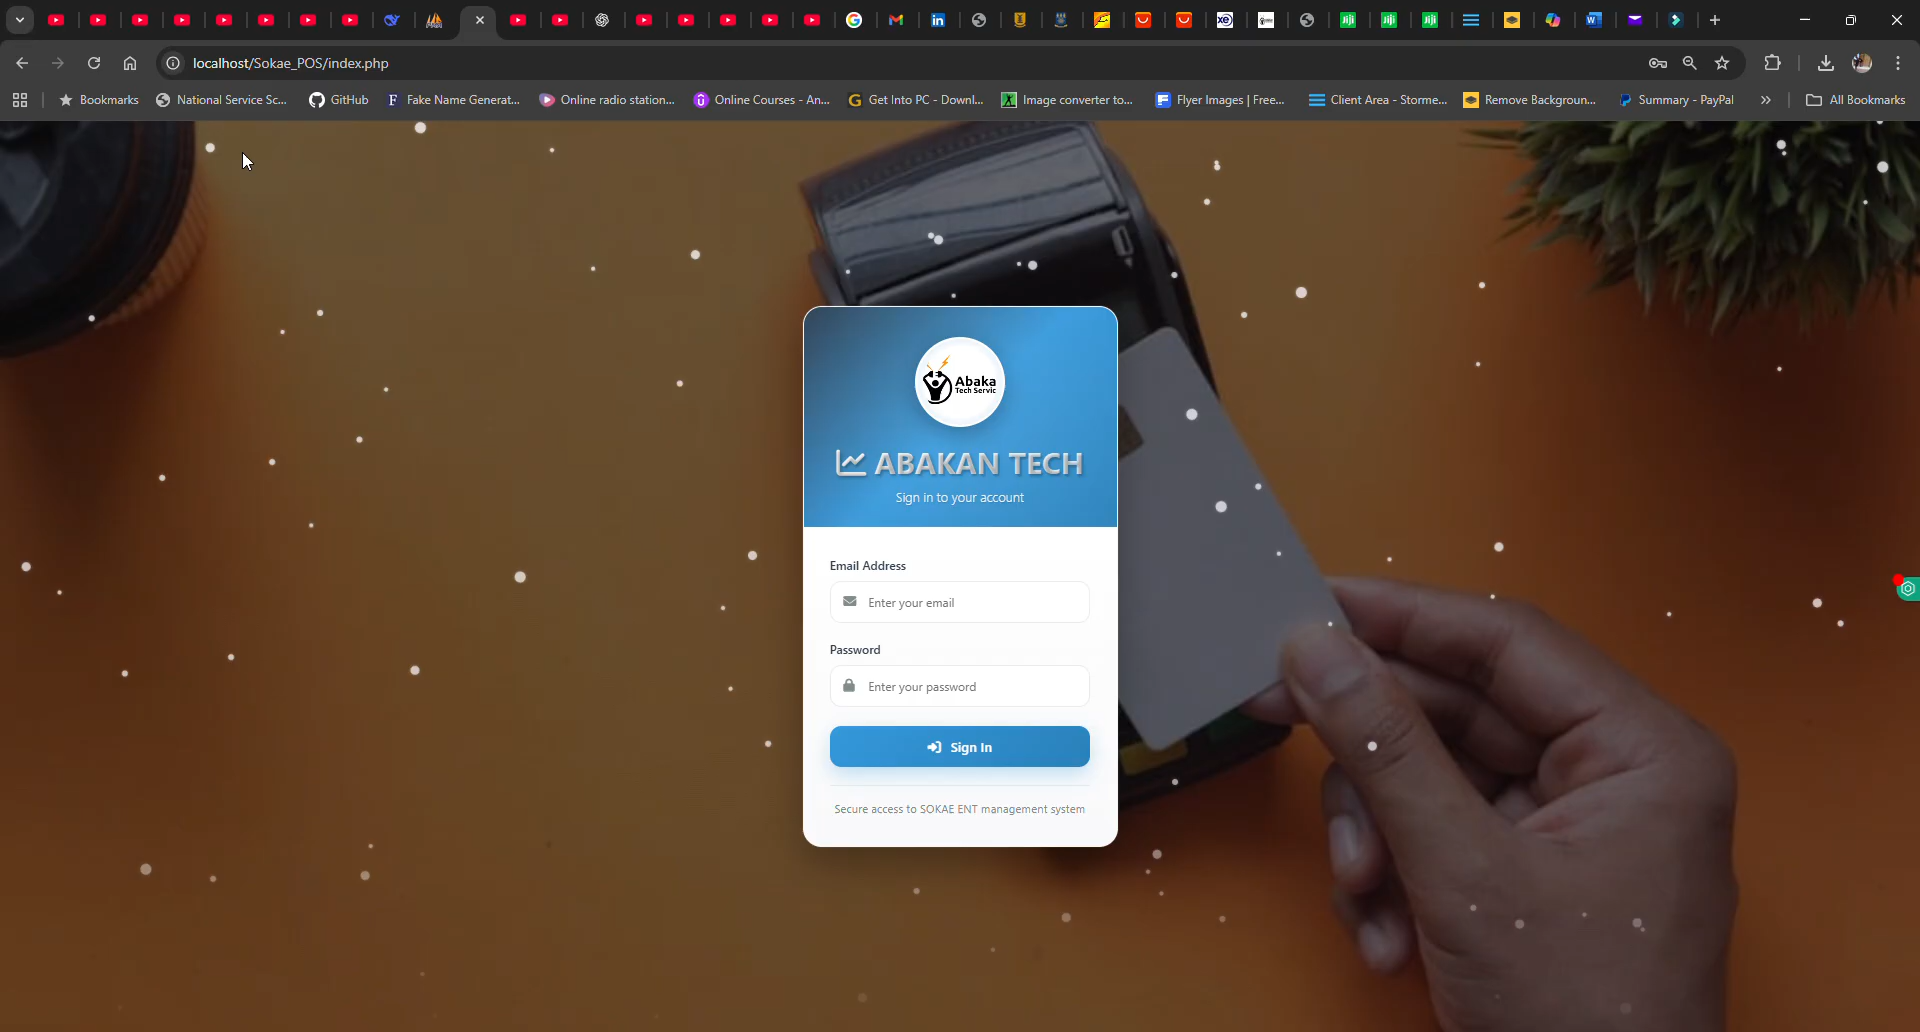 localhost/Sokae_POS/index.php
Bookmarks
National Service Sc...
GitHub
Fake Name Generat...
Online radio station...
Online Courses - An...
Get Into PC - Downl...
Image converter to...
Flyer Images | Free...
Client Area - Storme...
Remove Backgroun...
Summary - PayPal
All Bookmarks
Abaka
Tech Servic
ABAKAN TECH
Sign in to your account
Email Address
Enter your email
Password
Enter your password
Sign In
Secure access to SOKAE ENT management system